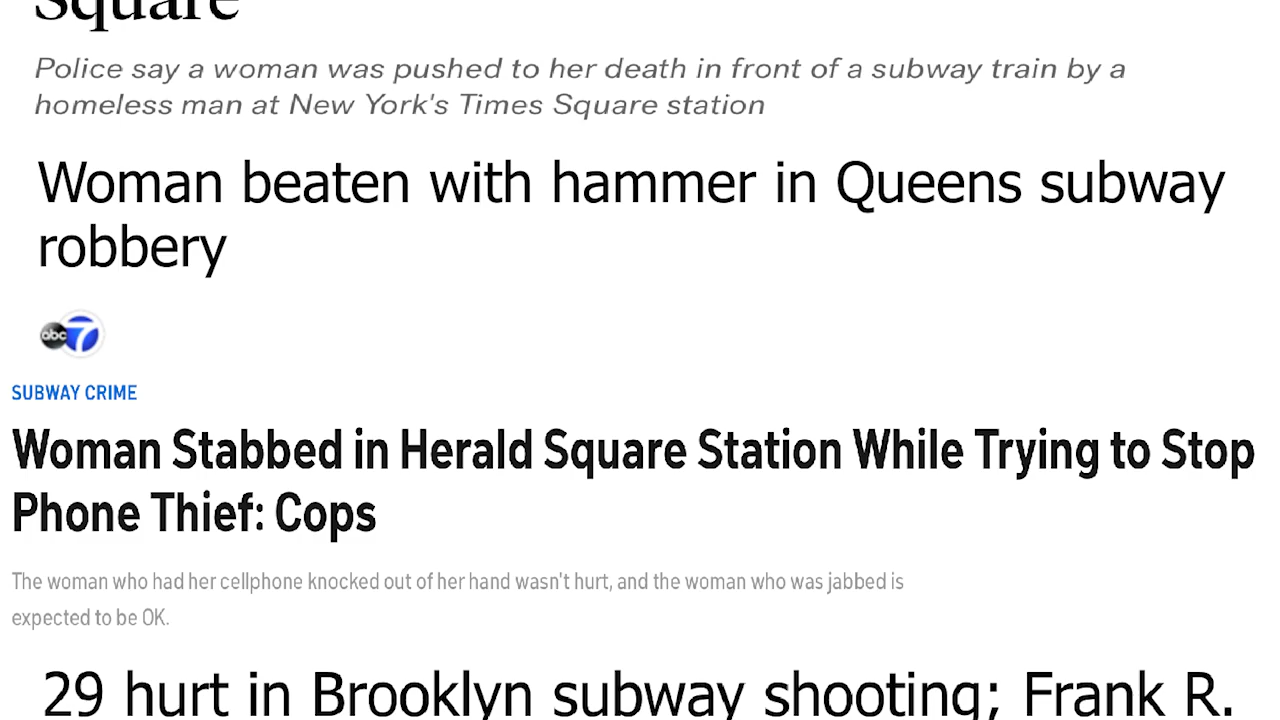 Square
Police say a woman was pushed to her death in front of a subway train by a
homeless man at New York's Times Square station
Woman beaten with hammer in Queens subway
robbery
abc 7
SUBWAY CRIME
Woman Stabbed in Herald Square Station While Trying to Stop
Phone Thief: Cops
The woman who had her cellphone knocked out of her hand wasn't hurt, and the woman who was jabbed is
expected to be OK.
29 hurt in Brooklyn subway shooting; Frank R.